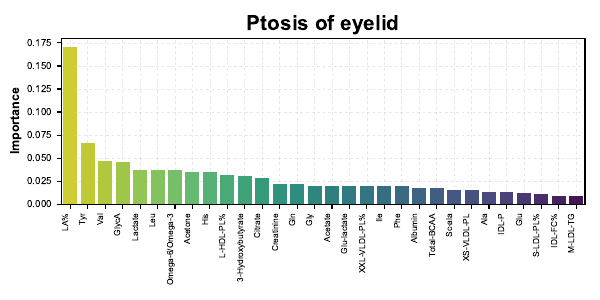 Ptosis of eyelid
Importance
0.175
0.150
0.125
0.100
0.075
0.050
0.025
0.000
LA%
Tyr
Val
GlycA
Lactate
Leu
Omega-6/Omega-3
Acetone
His
L-HDL-PL%
3-Hydroxybutyrate
Citrate
Creatinine
Gln
Gly
Acetate
Glu-lactate
XXL-VLDL-PL%
Ile
Phe
Albumin
Total-BCAA
XS-VLDL-PL
Ala
IDL-P
Glu
S-LDL-PL%
IDL-FC%
M-LDL-TG